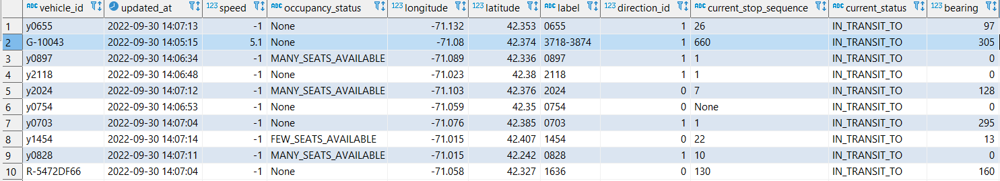 ABC vehicle_id updated_at 123 speed ABC occupancy_status 123 longitude 123 latitude ABC label 123 direction_id ABC current_stop_sequence ABC current_status 123 bearing
1 y0655 2022-09-30 14:07:13 -1 None -71.132 42.353 0655 1 26 IN_TRANSIT_TO 97
2 G-10043 2022-09-30 14:05:15 5.1 None -71.08 42.374 3718-3874 1 660 IN_TRANSIT_TO 305
3 y0897 2022-09-30 14:06:34 -1 MANY_SEATS_AVAILABLE -71.089 42.336 0897 1 1 IN_TRANSIT_TO 0
4 y2118 2022-09-30 14:06:48 -1 None -71.023 42.38 2118 1 1 IN_TRANSIT_TO 0
5 y2024 2022-09-30 14:07:12 -1 MANY_SEATS_AVAILABLE -71.103 42.376 2024 0 7 IN_TRANSIT_TO 128
6 y0754 2022-09-30 14:06:53 -1 None -71.059 42.35 0754 0 None IN_TRANSIT_TO 0
7 y0703 2022-09-30 14:07:04 -1 None -71.076 42.385 0703 1 1 IN_TRANSIT_TO 295
8 y1454 2022-09-30 14:07:14 -1 FEW_SEATS_AVAILABLE -71.015 42.407 1454 0 22 IN_TRANSIT_TO 13
9 y0828 2022-09-30 14:07:11 -1 MANY_SEATS_AVAILABLE -71.015 42.242 0828 1 10 IN_TRANSIT_TO 0
10 R-5472DF66 2022-09-30 14:07:04 -1 None -71.058 42.327 1636 0 130 IN_TRANSIT_TO 160